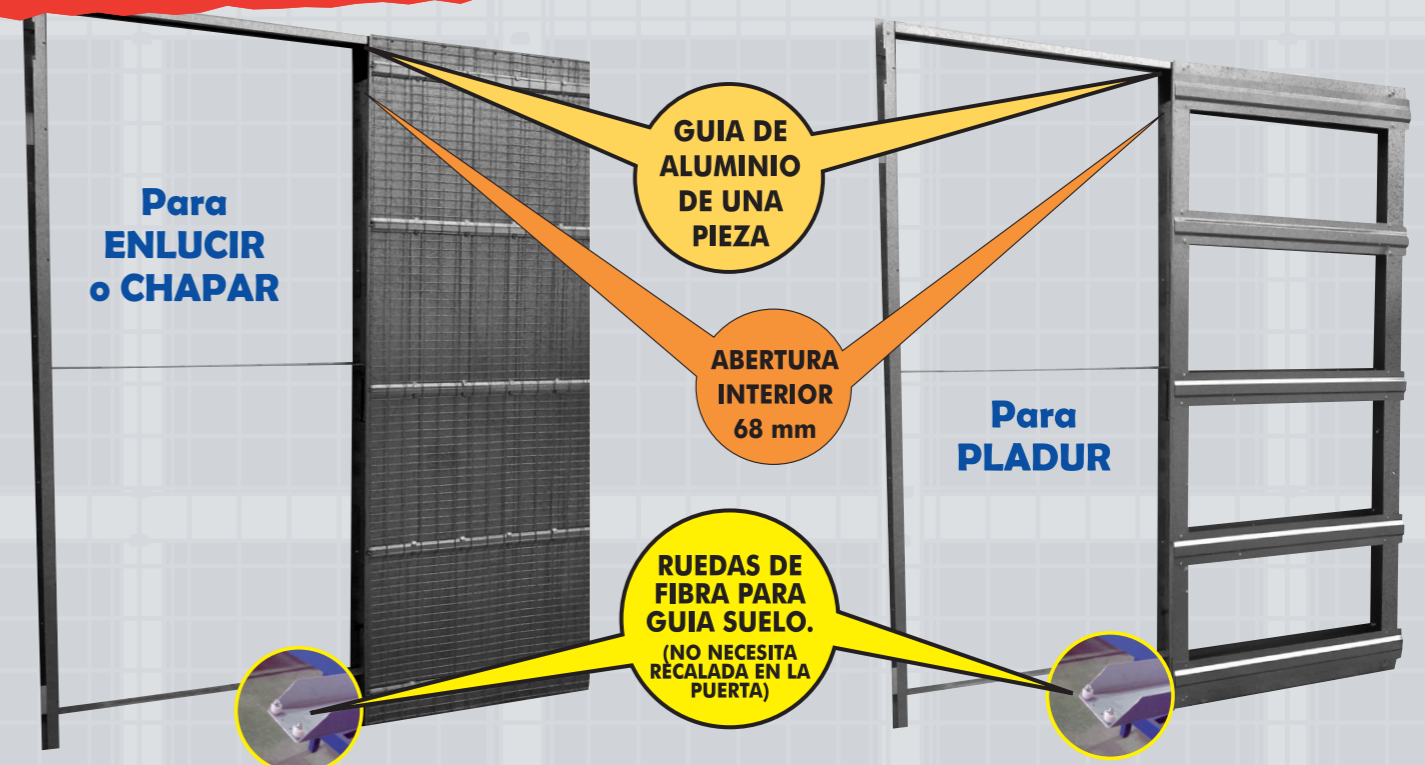 GUIA DE
ALUMINIO
DE UNA
PIEZA
Para
ENLUCIR
o CHAPAR
ABERTURA
INTERIOR
68 mm
Para
PLADUR
RUEDAS DE
FIBRA PARA
GUIA SUELO.
(NO NECESITA
RECALADA EN LA
PUERTA)